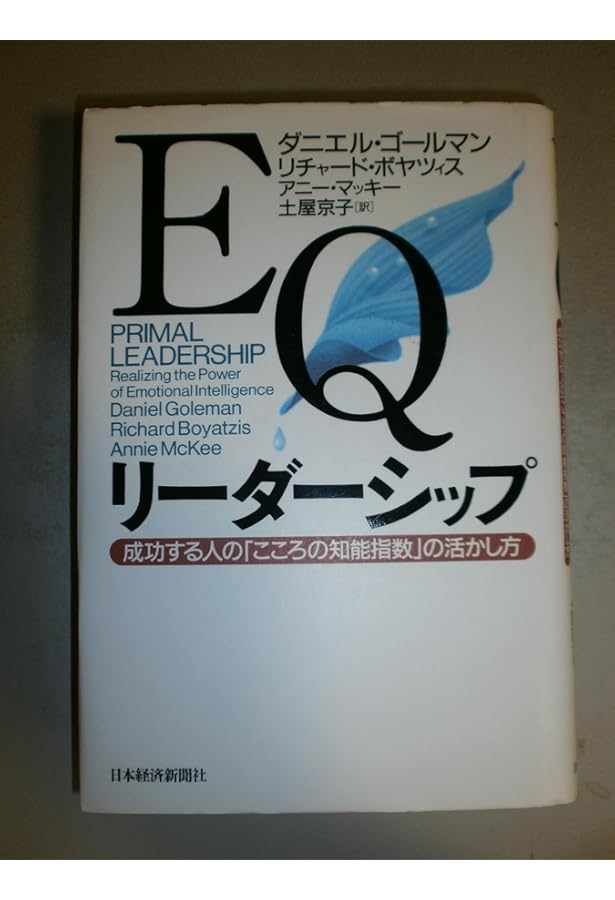 EQ
ダニエル・ゴールマン
リチャード・ボヤツィス
アニー・マッキー
土屋京子[訳]
PRIMAL
LEADERSHIP
Realizing the Power
of Emotional Intelligence
Daniel Goleman
Richard Boyatzis
Annie McKee
リーダーシップ
成功する人の「こころの知能指数」の活かし方
日本経済新聞社